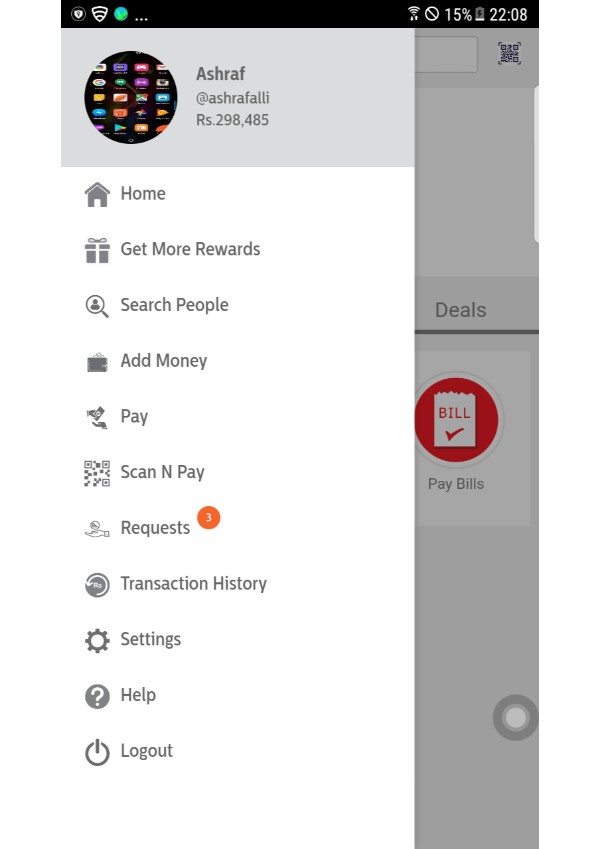 ... 15% 22:08
Ashraf
@ashrafalli
Rs.298,485
Home
Get More Rewards
Search People
Add Money
Pay
Scan N Pay
Requests 3
Transaction History
Settings
Help
Logout
Deals
BILL
Pay Bills